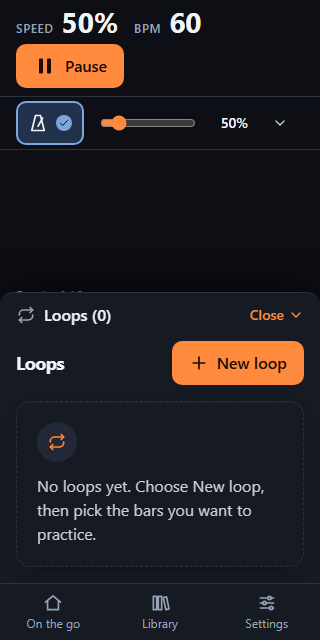 SPEED 50% BPM 60
Pause
50%
Loops (0) Close
Loops New loop
No loops yet. Choose New loop,
then pick the bars you want to
practice.
On the go Library Settings